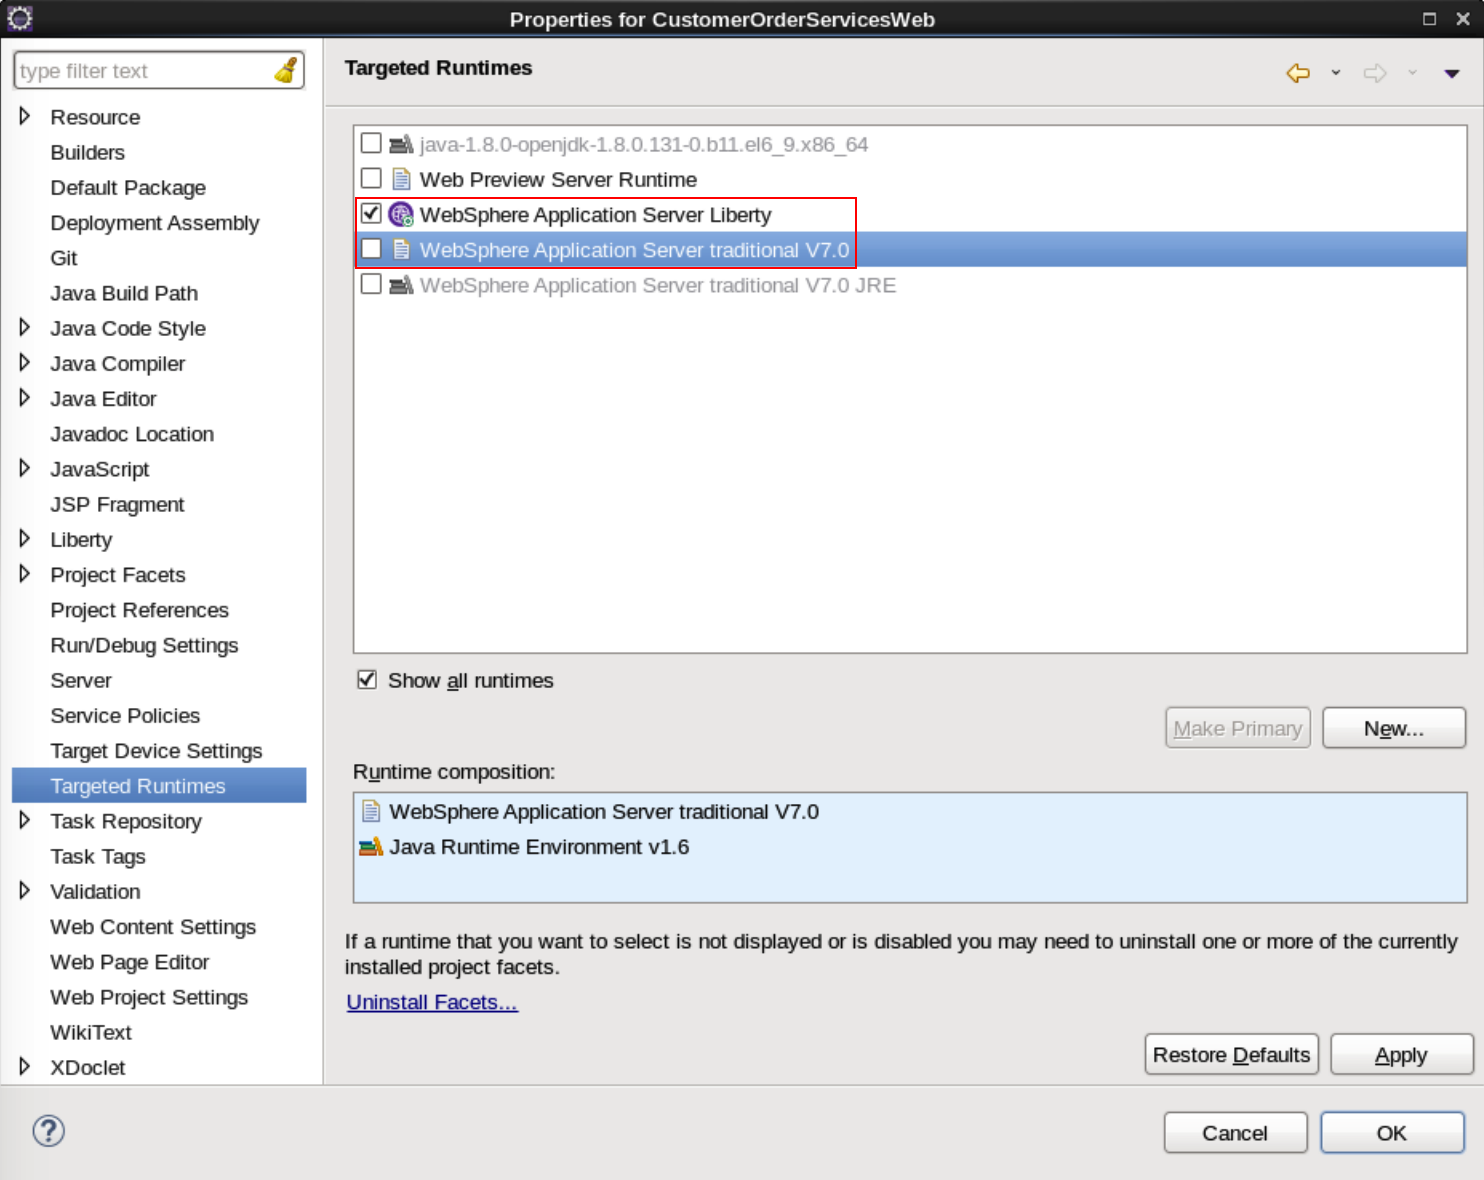 Properties for CustomerOrderServicesWeb
type filter text
Resource
Builders
Default Package
Deployment Assembly
Git
Java Build Path
Java Code Style
Java Compiler
Java Editor
Javadoc Location
JavaScript
JSP Fragment
Liberty
Project Facets
Project References
Run/Debug Settings
Server
Service Policies
Target Device Settings
Targeted Runtimes
Task Repository
Task Tags
Validation
Web Content Settings
Web Page Editor
Web Project Settings
WikiText
XDoclet
Targeted Runtimes
java-1.8.0-openjdk-1.8.0.131-0.b11.el6_9.x86_64
Web Preview Server Runtime
WebSphere Application Server Liberty
WebSphere Application Server traditional V7.0
WebSphere Application Server traditional V7.0 JRE
Show all runtimes
Make Primary
New...
Runtime composition:
WebSphere Application Server traditional V7.0
Java Runtime Environment v1.6
If a runtime that you want to select is not displayed or is disabled you may need to uninstall one or more of the currently
installed project facets.
Uninstall Facets...
Restore Defaults
Apply
?
Cancel
OK